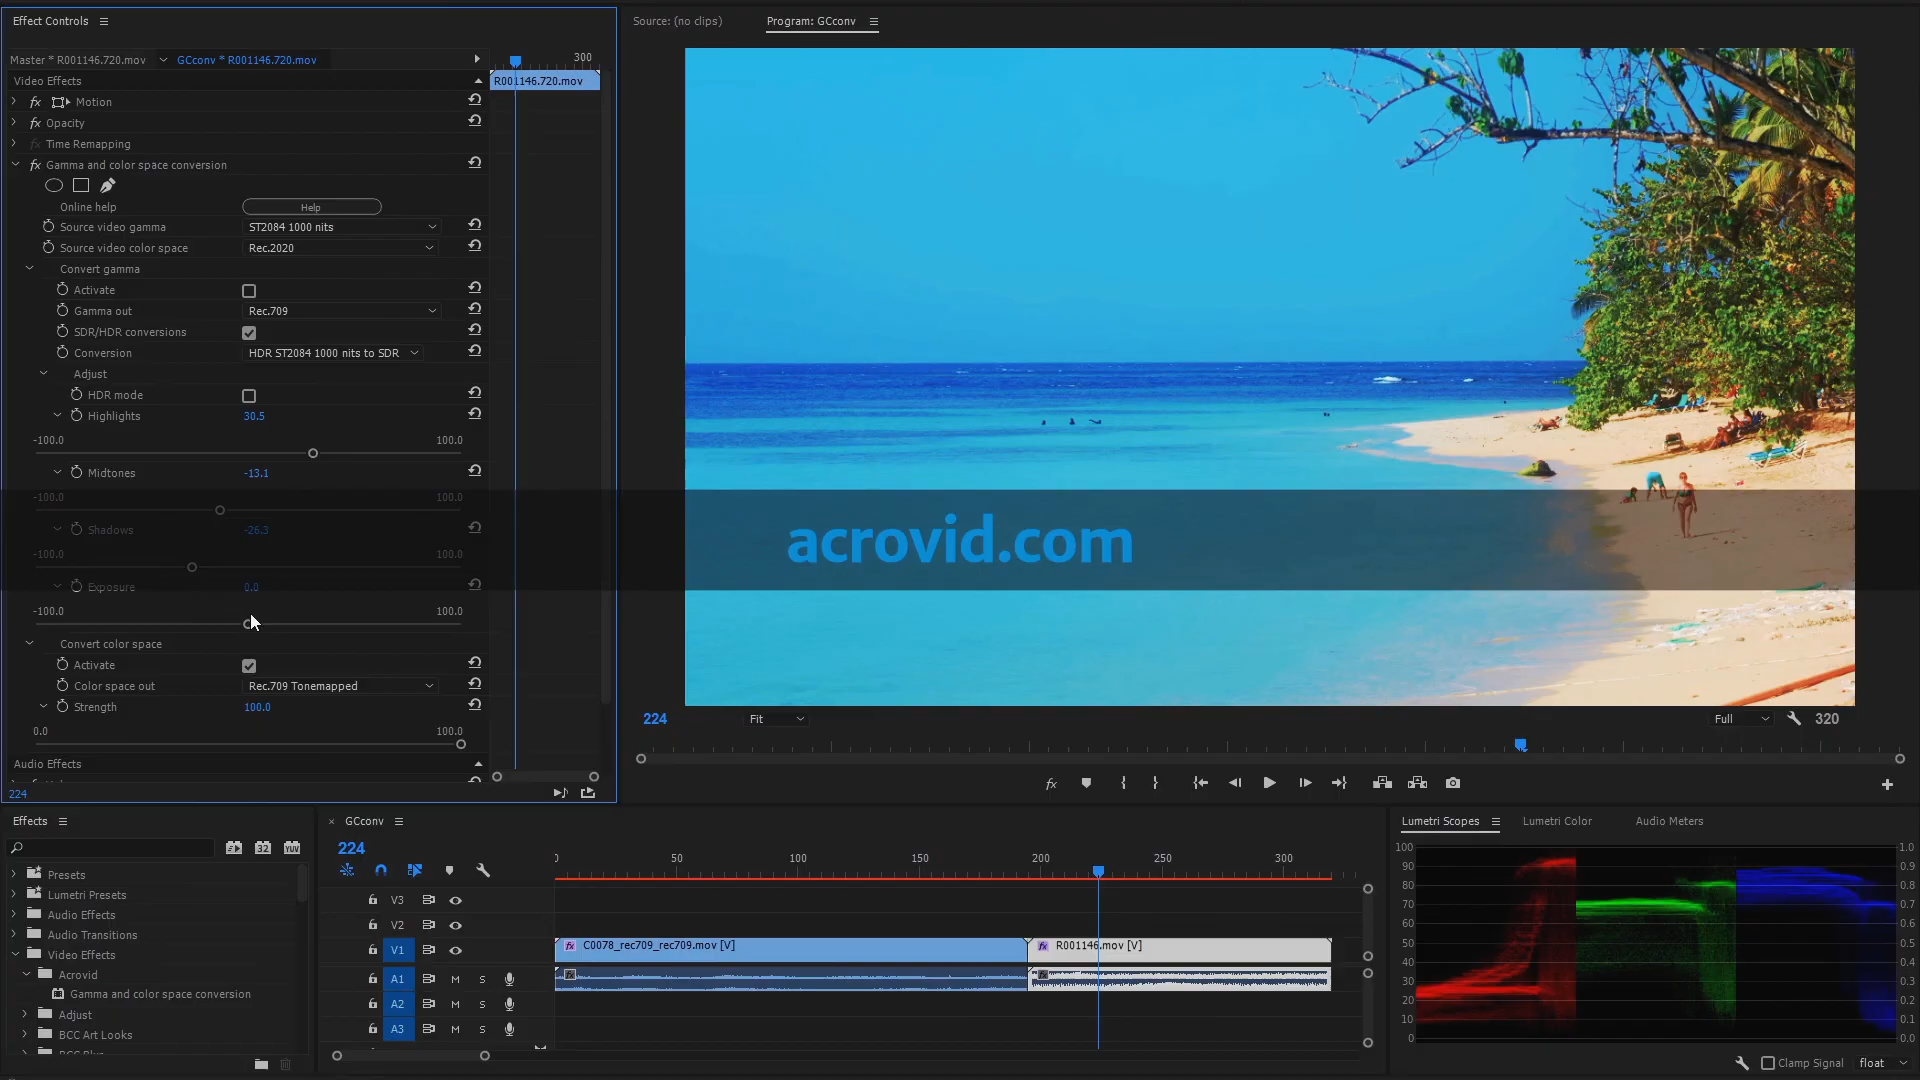 Effect Controls
Source: (no clips)
Program: GCconv
Master * R001146.720.mov
GCconv * R001146.720.mov
300
R001146.720.mov
Video Effects
fx Motion
fx Opacity
fx Time Remapping
fx Gamma and color space conversion
Online help
Help
Source video gamma
ST2084 1000 nits
Source video color space
Rec.2020
Convert gamma
Activate
Gamma out
Rec.709
SDR/HDR conversions
Conversion
HDR ST2084 1000 nits to SDR
Adjust
HDR mode
Highlights
30.5
-100.0
100.0
Midtones
-13.1
-100.0
100.0
Shadows
-26.3
-100.0
100.0
Exposure
0.0
-100.0
100.0
Convert color space
Activate
Color space out
Rec.709 Tonemapped
Strength
100.0
0.0
100.0
Audio Effects
224
acrovid.com
224
Fit
Full
320
fx
Effects
32
YUV
Presets
Lumetri Presets
Audio Effects
Audio Transitions
Video Effects
Acrovid
Gamma and color space conversion
Adjust
BCC Art Looks
GCconv
224
0
50
100
150
200
250
300
V3
V2
V1
fx C0078_rec709_rec709.mov [V]
fx R001146.mov [V]
A1 M S
A2 M S
A3 M S
Lumetri Scopes
Lumetri Color
Audio Meters
100
90
80
70
60
50
40
30
20
10
0
1.0
0.9
0.8
0.7
0.6
0.5
0.4
0.3
0.2
0.1
0.0
Clamp Signal
float